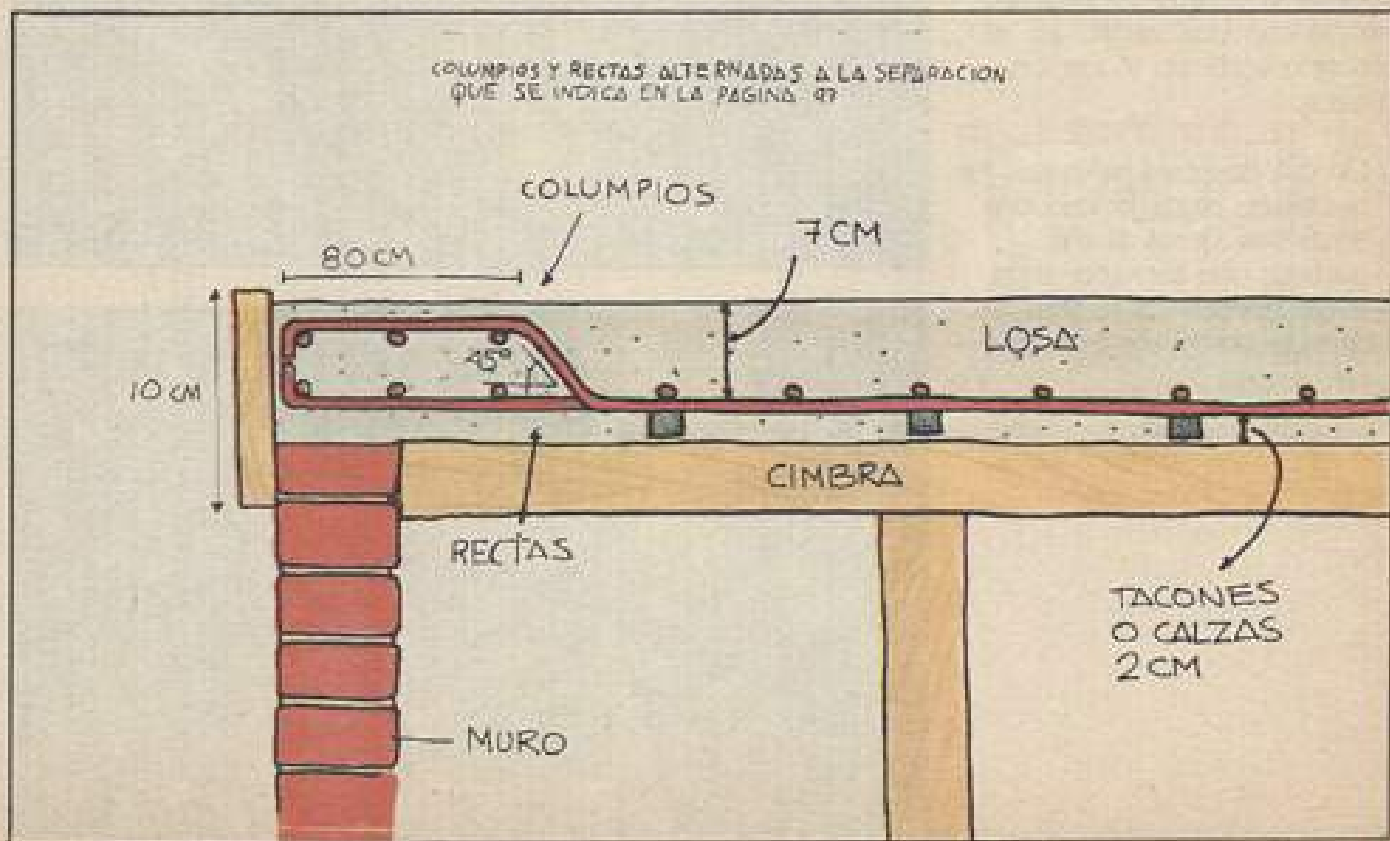 COLUMPIOS Y RECTAS ALTERNADAS A LA SEPARACION
QUE SE INDICA EN LA PAGINA 97
COLUMPIOS
7 CM
80 CM
LOSA
45°
10 CM
CIMBRA
RECTAS
TACONES
O CALZAS
2 CM
MURO